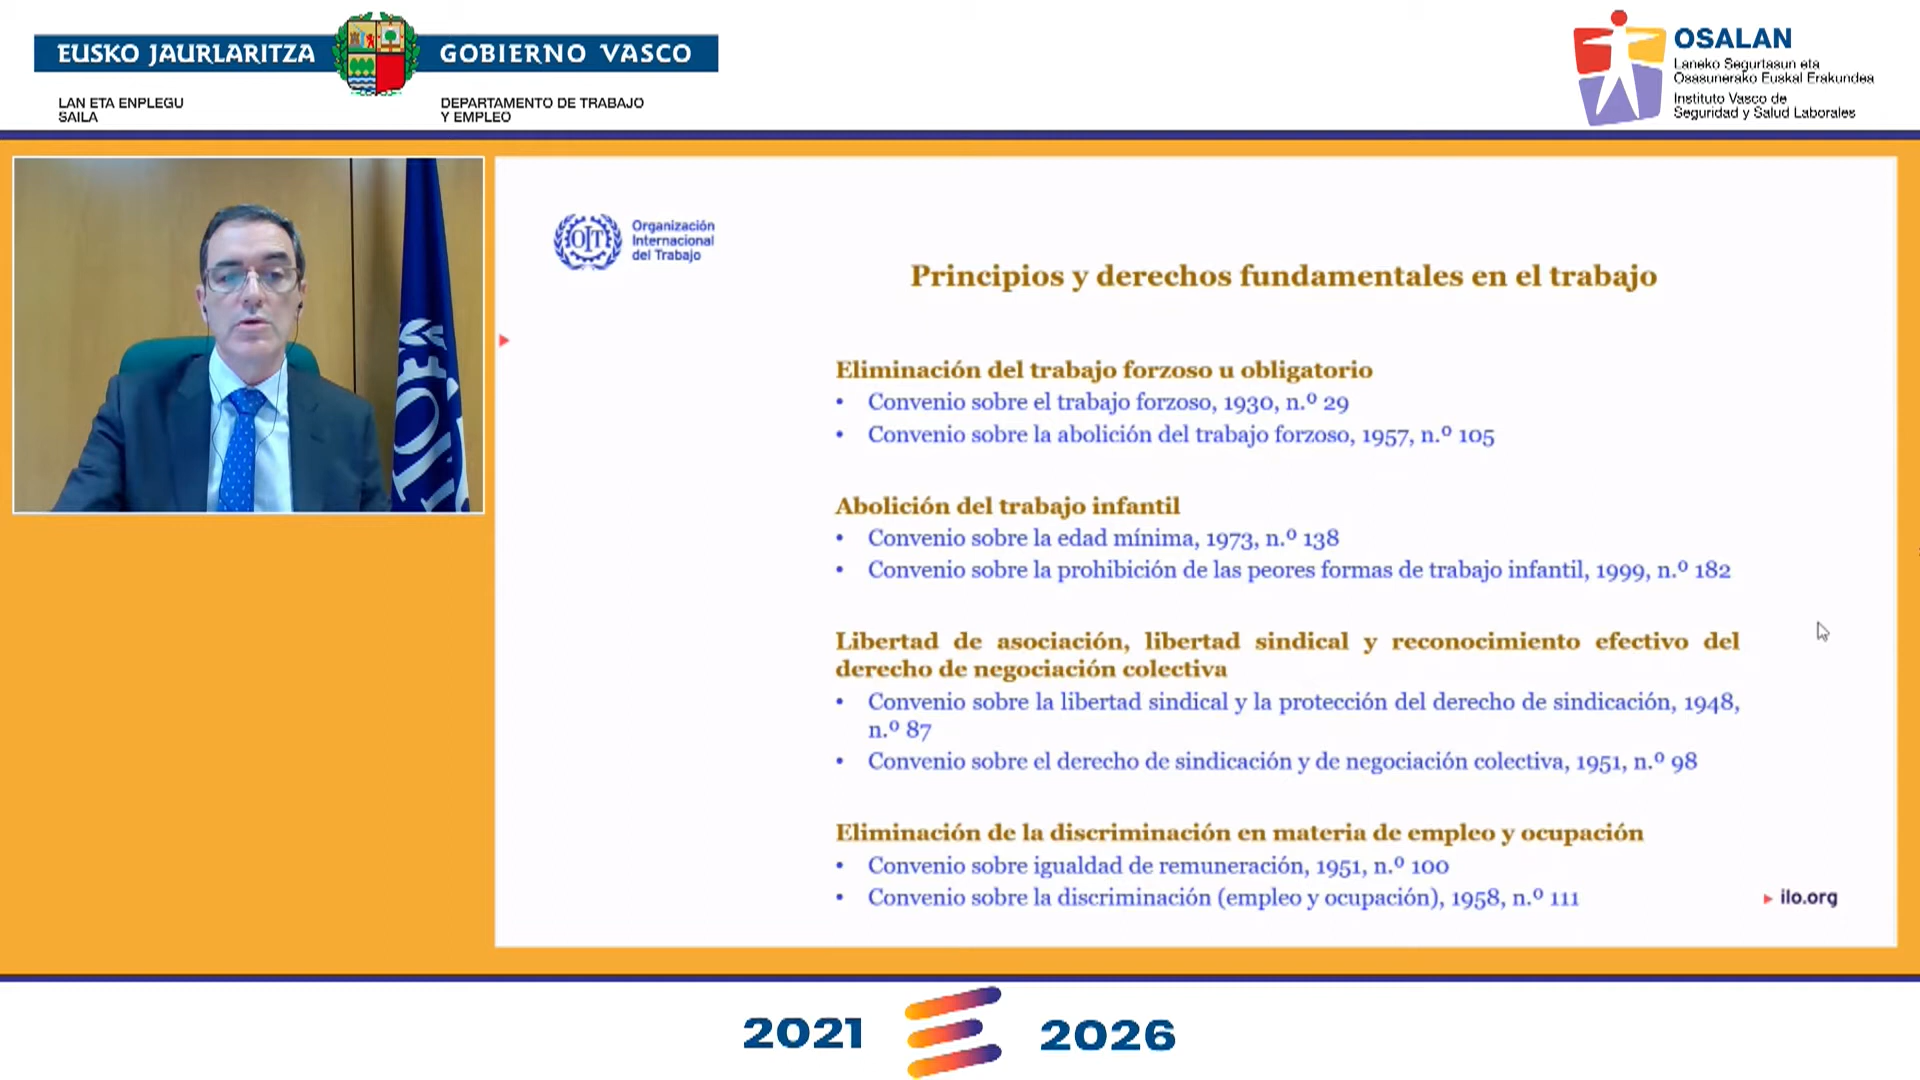 EUSKO JAURLARITZA
GOBIERNO VASCO
LAN ETA ENPLEGU
SAILA
DEPARTAMENTO DE TRABAJO
Y EMPLEO
OSALAN
Laneko Segurtasun eta
Osasunerako Euskal Erakundea
Instituto Vasco de
Seguridad y Salud Laborales
OIT
Organización
Internacional
del Trabajo
Principios y derechos fundamentales en el trabajo
Eliminación del trabajo forzoso u obligatorio
• Convenio sobre el trabajo forzoso, 1930, n.º 29
• Convenio sobre la abolición del trabajo forzoso, 1957, n.º 105
Abolición del trabajo infantil
• Convenio sobre la edad mínima, 1973, n.º 138
• Convenio sobre la prohibición de las peores formas de trabajo infantil, 1999, n.º 182
Libertad de asociación, libertad sindical y reconocimiento efectivo del
derecho de negociación colectiva
• Convenio sobre la libertad sindical y la protección del derecho de sindicación, 1948,
n.º 87
• Convenio sobre el derecho de sindicación y de negociación colectiva, 1951, n.º 98
Eliminación de la discriminación en materia de empleo y ocupación
• Convenio sobre igualdad de remuneración, 1951, n.º 100
• Convenio sobre la discriminación (empleo y ocupación), 1958, n.º 111
ilo.org
2021
2026